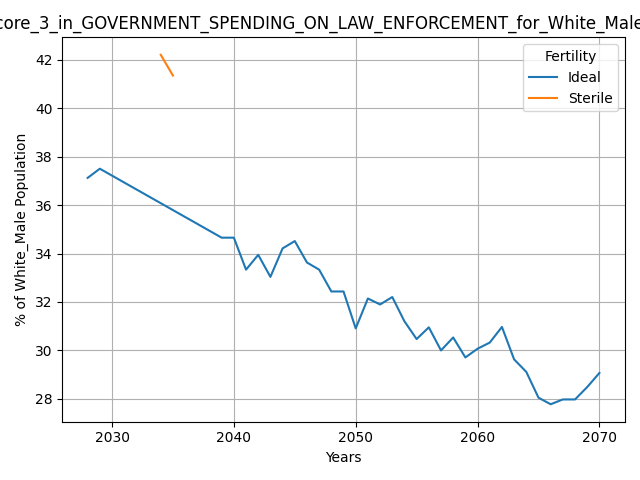 core_3_in_GOVERNMENT_SPENDING_ON_LAW_ENFORCEMENT_for_White_Male
Fertility
Ideal
Sterile
42
40
38
36
34
32
30
28
% of White_Male Population
2030 2040 2050 2060 2070
Years